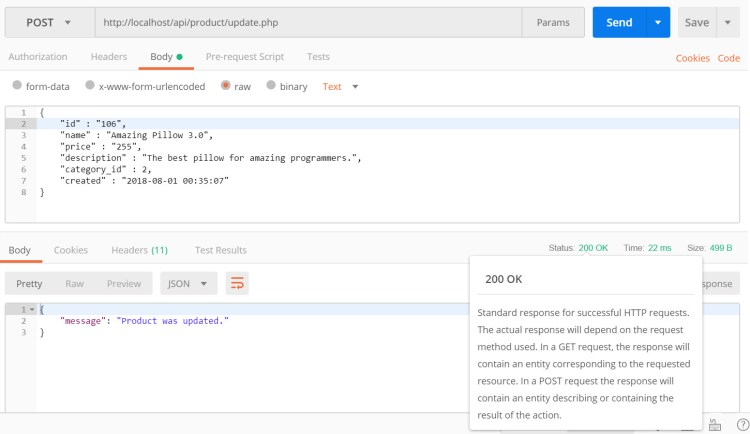 POST http://localhost/api/product/update.php Params Send Save
Authorization Headers Body Pre-request Script Tests Cookies Code
form-data x-www-form-urlencoded raw binary Text
1 {
2 "id" : "106",
3 "name" : "Amazing Pillow 3.0",
4 "price" : "255",
5 "description" : "The best pillow for amazing programmers.",
6 "category_id" : 2,
7 "created" : "2018-08-01 00:35:07"
8 }
Body Cookies Headers (11) Test Results Status: 200 OK Time: 22 ms Size: 499 B
Pretty Raw Preview JSON
1 {
2 "message": "Product was updated."
3 }
200 OK
Standard response for successful HTTP requests.
The actual response will depend on the request
method used. In a GET request, the response will
contain an entity corresponding to the requested
resource. In a POST request the response will
contain an entity describing or containing the
result of the action.